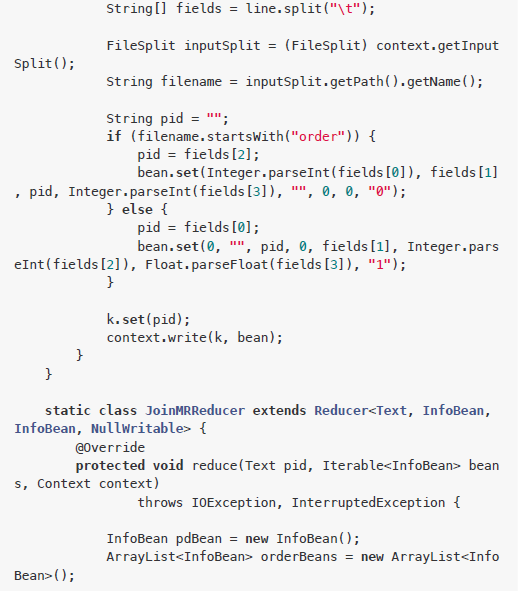 String[] fields = line.split("\t");
FileSplit inputSplit = (FileSplit) context.getInput
Split();
String filename = inputSplit.getPath().getName();
String pid = "";
if (filename.startsWith("order")) {
pid = fields[2];
bean.set(Integer.parseInt(fields[0]), fields[1]
, pid, Integer.parseInt(fields[3]), "", 0, 0, "0");
} else {
pid = fields[0];
bean.set(0, "", pid, 0, fields[1], Integer.pars
eInt(fields[2]), Float.parseFloat(fields[3]), "1");
}
k.set(pid);
context.write(k, bean);
}
}
static class JoinMRReducer extends Reducer<Text, InfoBean,
InfoBean, NullWritable> {
@Override
protected void reduce(Text pid, Iterable<InfoBean> bean
s, Context context)
throws IOException, InterruptedException {
InfoBean pdBean = new InfoBean();
ArrayList<InfoBean> orderBeans = new ArrayList<Info
Bean>();